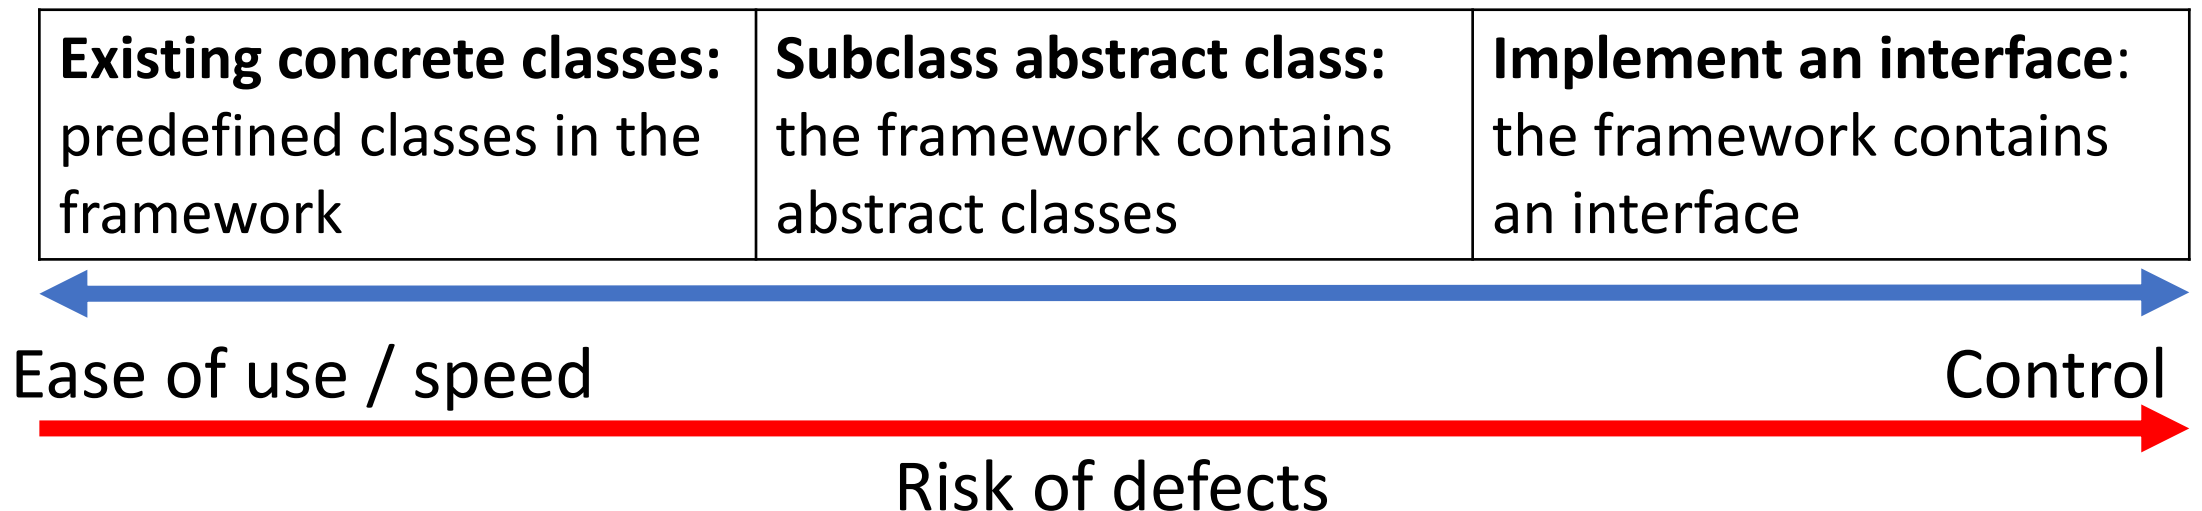 Existing concrete classes:
predefined classes in the
framework
Subclass abstract class:
the framework contains
abstract classes
Implement an interface:
the framework contains
an interface
Ease of use / speed
Control
Risk of defects